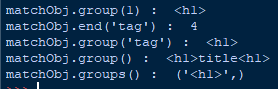 matchObj.group(1) :  <h1>
matchObj.end('tag') :  4
matchObj.group('tag') :  <h1>
matchObj.group() :  <h1>title<h1>
matchObj.groups() :  ('<h1>',)
>>>